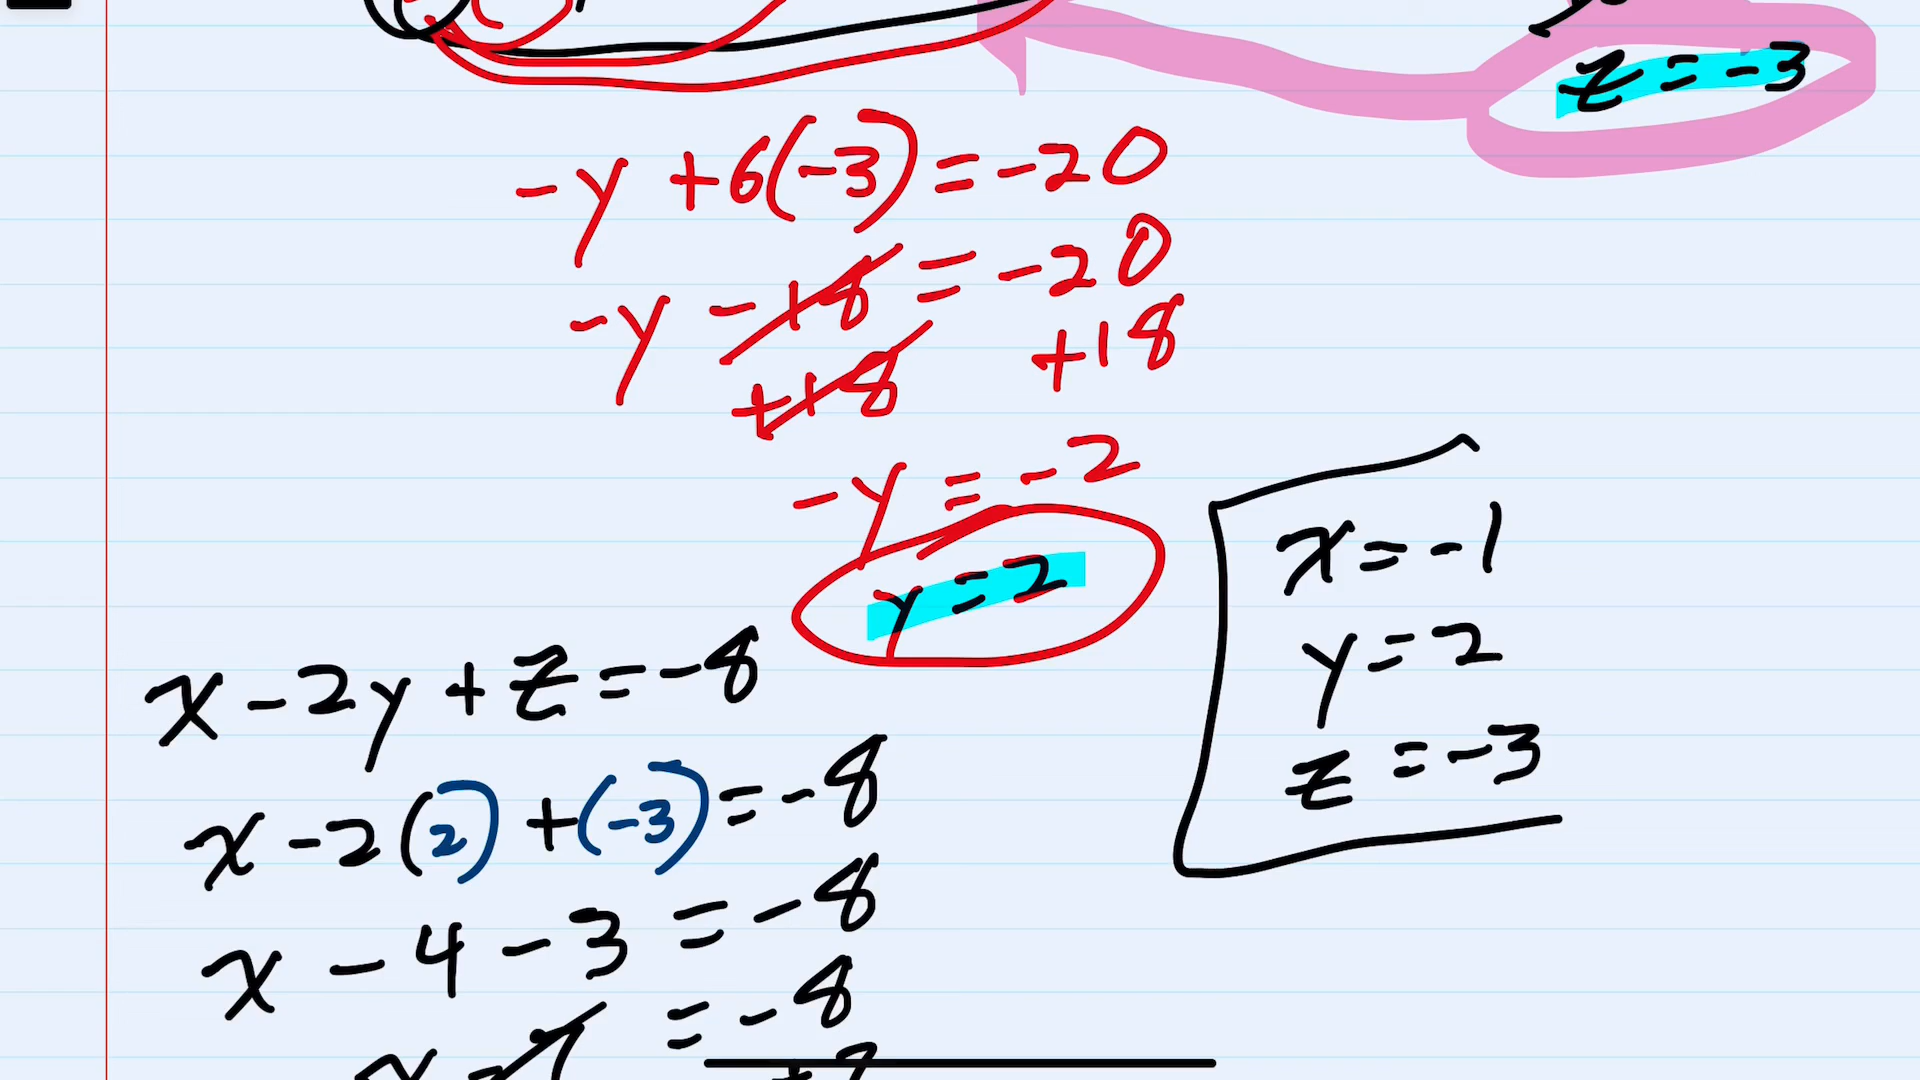 z = -3
-y + 6(-3) = -20
-y - 18 = -20
+18 +18
-y = -2
y = 2
x = -1
y = 2
z = -3
x - 2y + z = -8
x - 2(2) + (-3) = -8
x - 4 - 3 = -8
x - 7 = -8